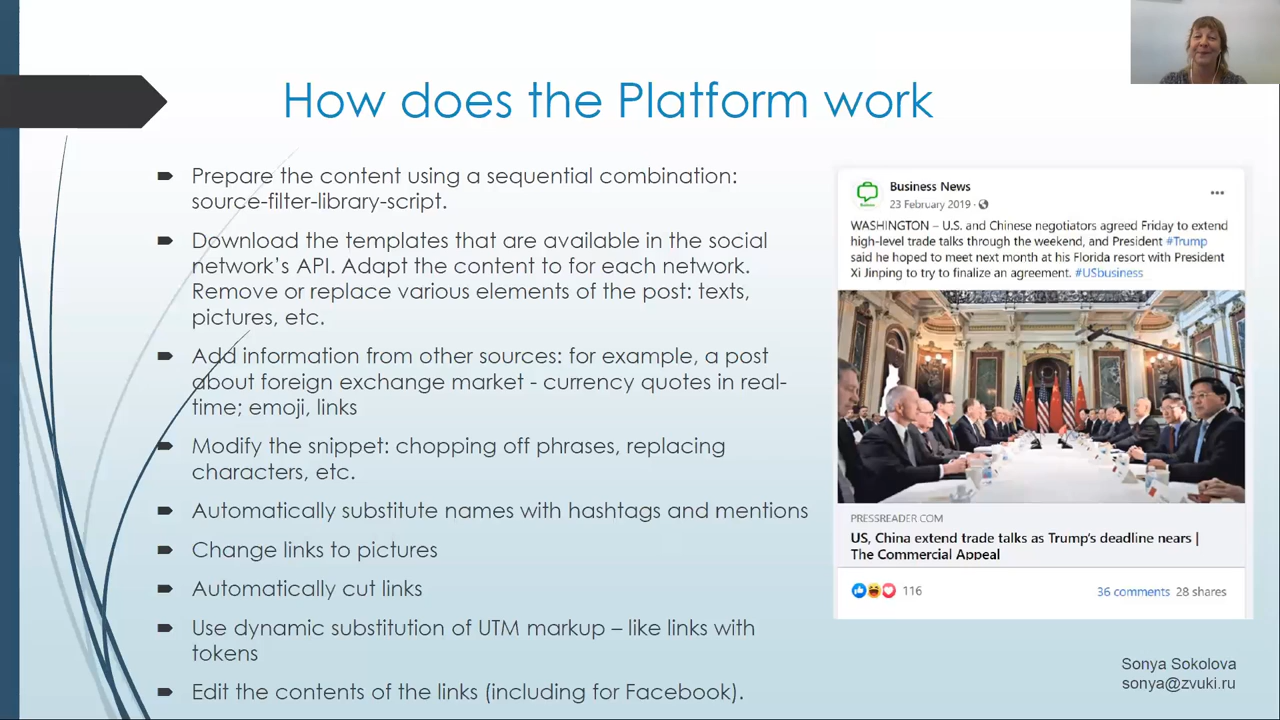 How does the Platform work
Prepare the content using a sequential combination:
source-filter-library-script.
Download the templates that are available in the social
network's API. Adapt the content to for each network.
Remove or replace various elements of the post: texts,
pictures, etc.
Add information from other sources: for example, a post
about foreign exchange market - currency quotes in real-
time; emoji, links
Modify the snippet: chopping off phrases, replacing
characters, etc.
Automatically substitute names with hashtags and mentions
Change links to pictures
Automatically cut links
Use dynamic substitution of UTM markup – like links with
tokens
Edit the contents of the links (including for Facebook).
Business News
23 February 2019 ·
WASHINGTON – U.S. and Chinese negotiators agreed Friday to extend
high-level trade talks through the weekend, and President #Trump
said he hoped to meet next month at his Florida resort with President
Xi Jinping to try to finalize an agreement. #USbusiness
PRESSREADER.COM
US, China extend trade talks as Trump's deadline nears |
The Commercial Appeal
116
36 comments 28 shares
Sonya Sokolova
sonya@zvuki.ru